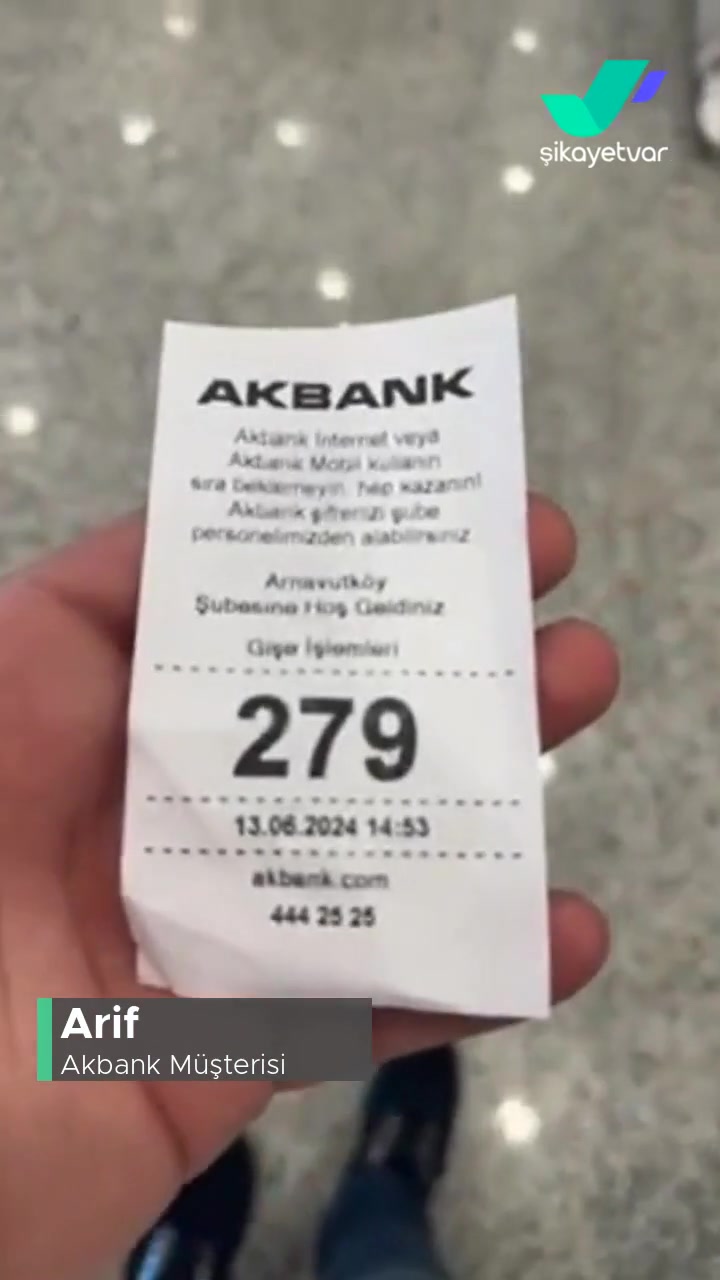 şikayetvar
AKBANK
Akbank Internet veya
Akbank Mobil kullanın
sıra beklemeyin, hep kazanın!
Akbank şifrenizi şube
personelimizden alabilirsiniz
Arnavutköy
Şubesine Hoş Geldiniz
Gişe İşlemleri
279
13.06.2024 14:53
akbank.com
444 25 25
Arif
Akbank Müşterisi